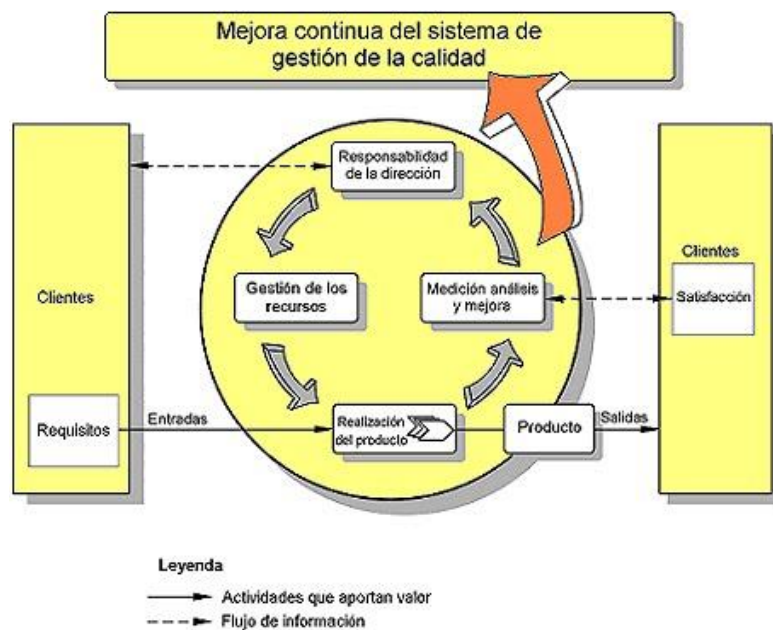 Mejora continua del sistema de
gestión de la calidad
Responsabilidad
de la dirección
Clientes
Gestión de los
recursos
Medición análisis
y mejora
Clientes
Satisfacción
Requisitos
Entradas
Realización
del producto
Producto
Salidas
Leyenda
Actividades que aportan valor
Flujo de información